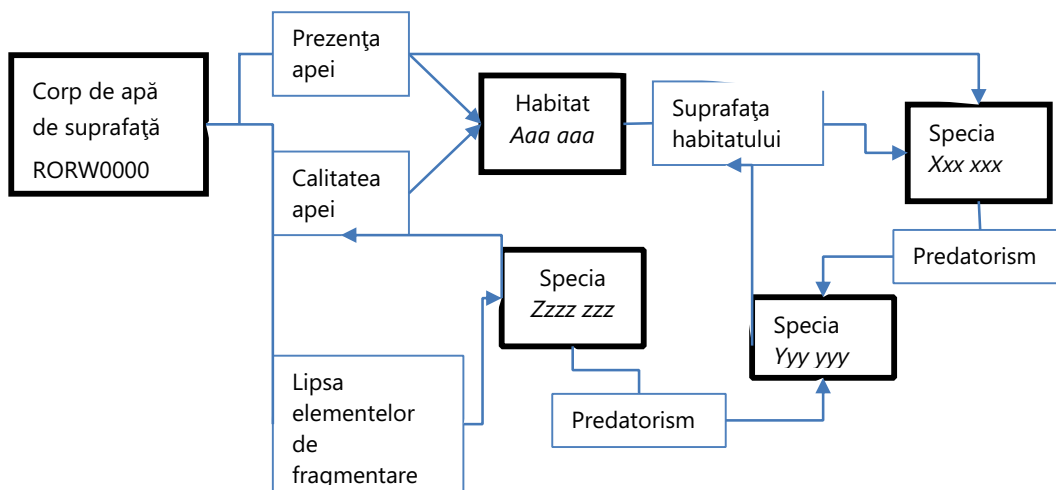 Prezenţa
apei
Corp de apă
de suprafaţă
RORW0000
Habitat
Aaa aaa
Suprafaţa
habitatului
Specia
Xxx xxx
Calitatea
apei
Predatorism
Specia
Zzzz zzz
Specia
Yyy yyy
Lipsa
elementelor
de
fragmentare
Predatorism